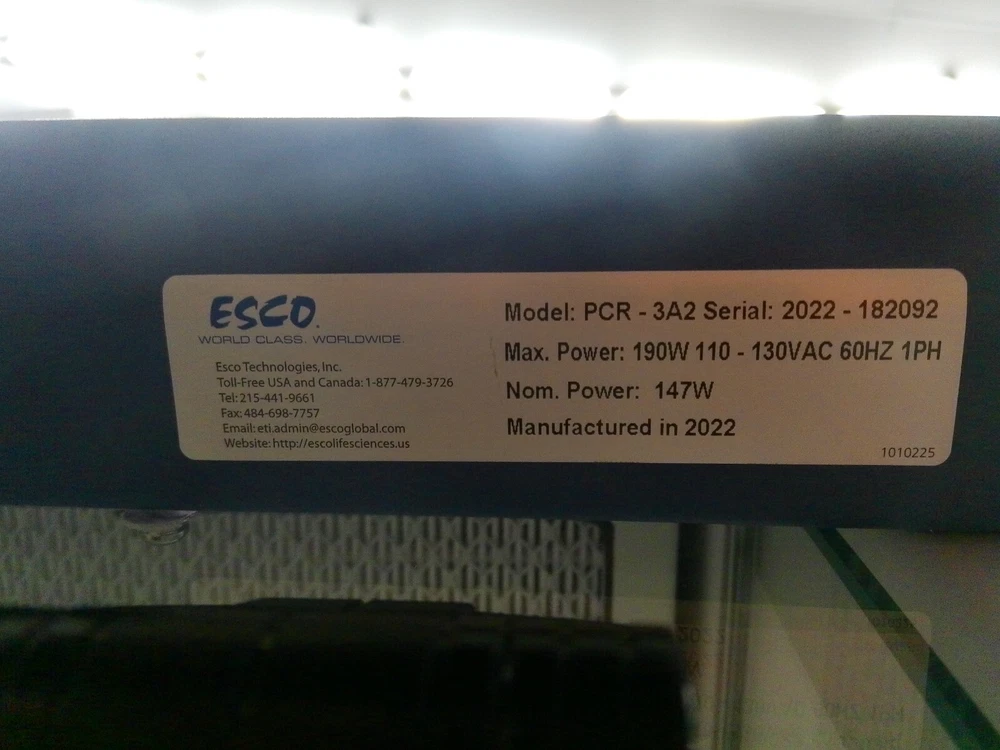 ESCO.
WORLD CLASS. WORLDWIDE.
Esco Technologies, Inc.
Toll-Free USA and Canada: 1-877-479-3726
Tel: 215-441-9661
Fax: 484-698-7757
Email: eti.admin@escoglobal.com
Website: http://escolifesciences.us
Model: PCR - 3A2 Serial: 2022 - 182092
Max. Power: 190W 110 - 130VAC 60HZ 1PH
Nom. Power: 147W
Manufactured in 2022
1010225